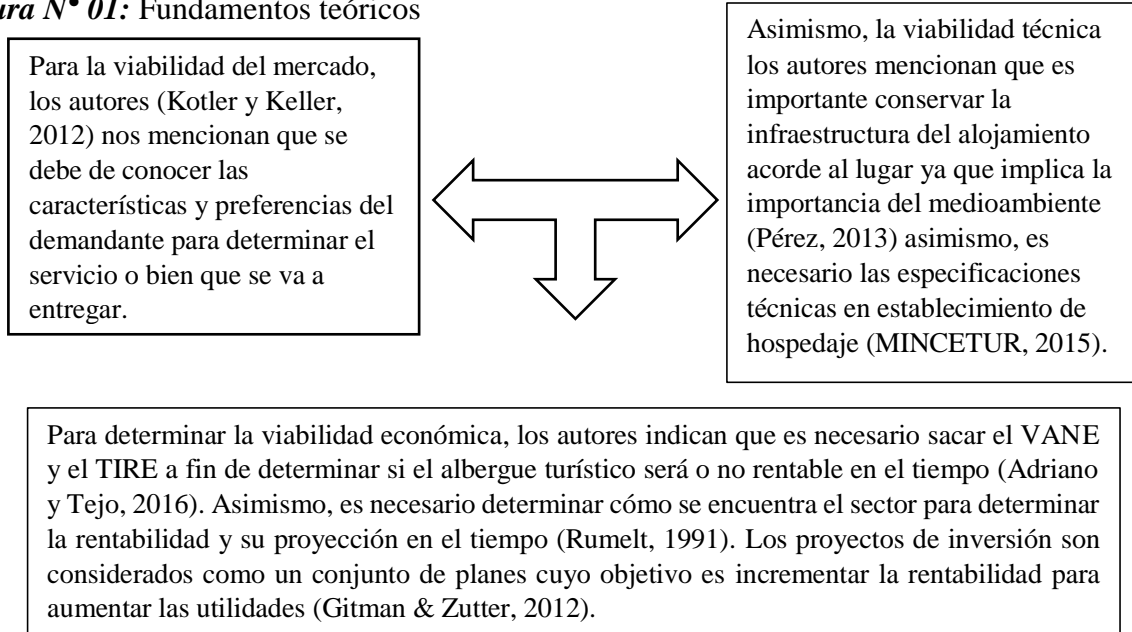 ura N° 01: Fundamentos teóricos
Para la viabilidad del mercado,
los autores (Kotler y Keller,
2012) nos mencionan que se
debe de conocer las
características y preferencias del
demandante para determinar el
servicio o bien que se va a
entregar.
Asimismo, la viabilidad técnica
los autores mencionan que es
importante conservar la
infraestructura del alojamiento
acorde al lugar ya que implica la
importancia del medioambiente
(Pérez, 2013) asimismo, es
necesario las especificaciones
técnicas en establecimiento de
hospedaje (MINCETUR, 2015).
Para determinar la viabilidad económica, los autores indican que es necesario sacar el VANE
y el TIRE a fin de determinar si el albergue turístico será o no rentable en el tiempo (Adriano
y Tejo, 2016). Asimismo, es necesario determinar cómo se encuentra el sector para determinar
la rentabilidad y su proyección en el tiempo (Rumelt, 1991). Los proyectos de inversión son
considerados como un conjunto de planes cuyo objetivo es incrementar la rentabilidad para
aumentar las utilidades (Gitman & Zutter, 2012).